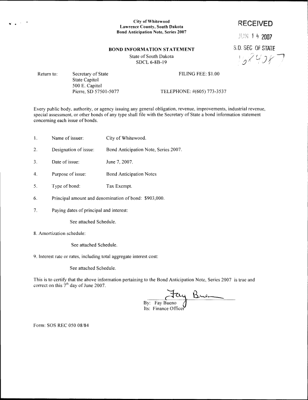 City of Whitewood
Lawrence County, South Dakota
Bond Anticipation Note, Series 2007
RECEIVED
JUN 14 2007
S.D. SEC OF STATE
BOND INFORMATION STATEMENT
State of South Dakota
SDCL 6-8B-19
Return to: Secretary of State FILING FEE: $1.00
State Capitol
500 E. Capitol
Pierre, SD 57501-5077 TELEPHONE: #(605) 773-3537
Every public body, authority, or agency issuing any general obligation, revenue, improvements, industrial revenue,
special assessment, or other bonds of any type shall file with the Secretary of State a bond information statement
concerning each issue of bonds.
1. Name of issuer: City of Whitewood.
2. Designation of issue: Bond Anticipation Note, Series 2007.
3. Date of issue: June 7, 2007.
4. Purpose of issue: Bond Anticipation Notes
5. Type of bond: Tax Exempt.
6. Principal amount and denomination of bond: $903,000.
7. Paying dates of principal and interest:
See attached Schedule.
8. Amortization schedule:
See attached Schedule.
9. Interest rate or rates, including total aggregate interest cost:
See attached Schedule.
This is to certify that the above information pertaining to the Bond Anticipation Note, Series 2007 is true and
correct on this 7th day of June 2007.
Fay Bueno
By: Fay Bueno
Its: Finance Officer
Form: SOS REC 050 08/84